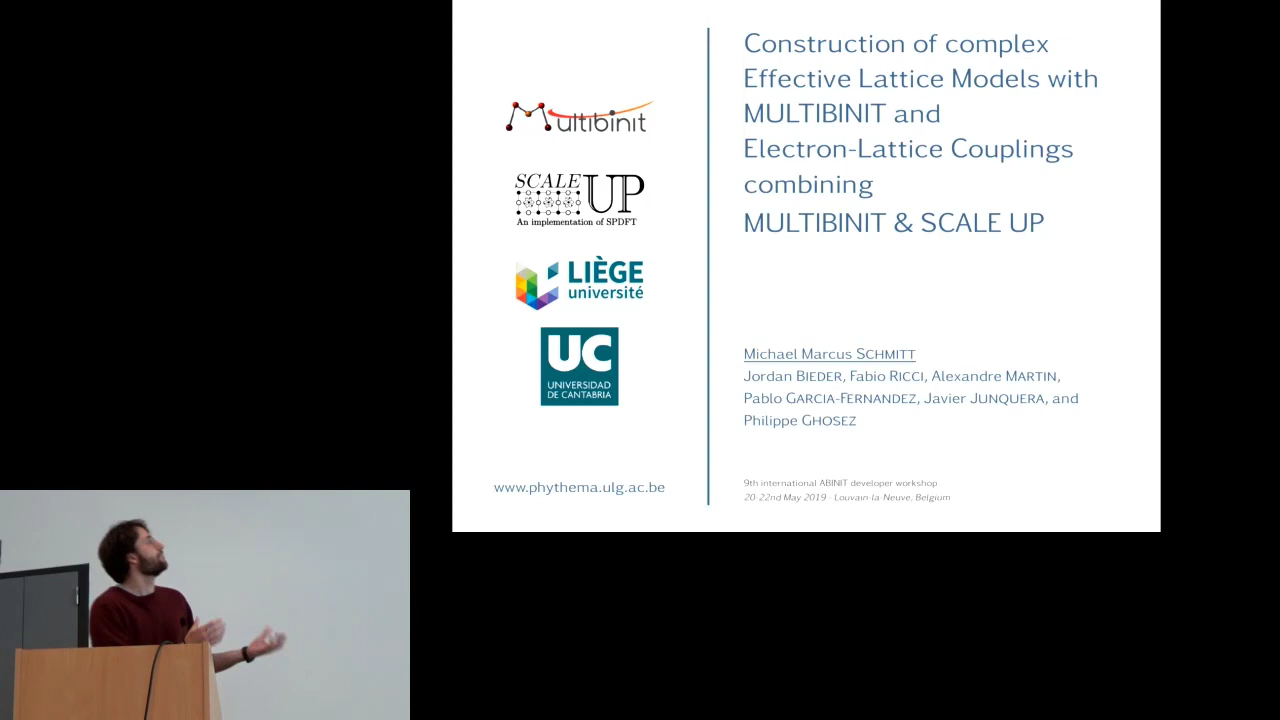 Multibinit
SCALE UP
An implementation of SPDFT
LIÈGE
université
UC
UNIVERSIDAD
DE CANTABRIA
www.phythema.ulg.ac.be
Construction of complex
Effective Lattice Models with
MULTIBINIT and
Electron-Lattice Couplings
combining
MULTIBINIT & SCALE UP
Michael Marcus SCHMITT
Jordan BIEDER, Fabio RICCI, Alexandre MARTIN,
Pablo GARCIA-FERNANDEZ, Javier JUNQUERA, and
Philippe GHOSEZ
9th international ABINIT developer workshop
20-22nd May 2019 - Louvain-la-Neuve, Belgium